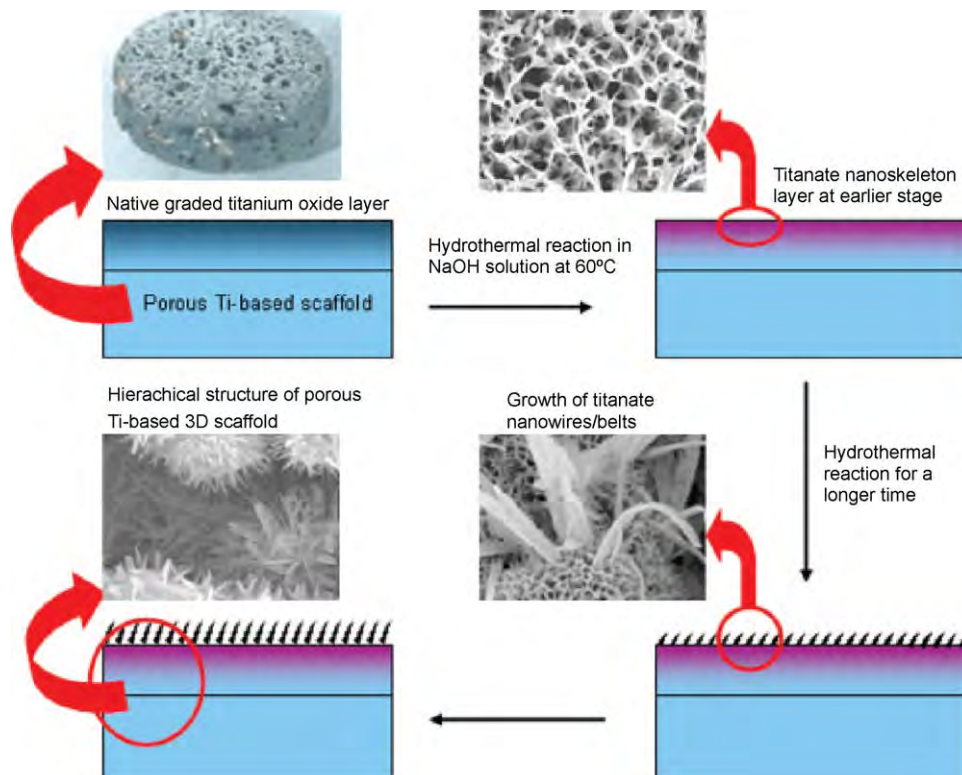 Native graded titanium oxide layer
Porous Ti-based scaffold
Hydrothermal reaction in
NaOH solution at 60ºC
Titanate nanoskeleton
layer at earlier stage
Hydrothermal
reaction for a
longer time
Growth of titanate
nanowires/belts
Hierachical structure of porous
Ti-based 3D scaffold